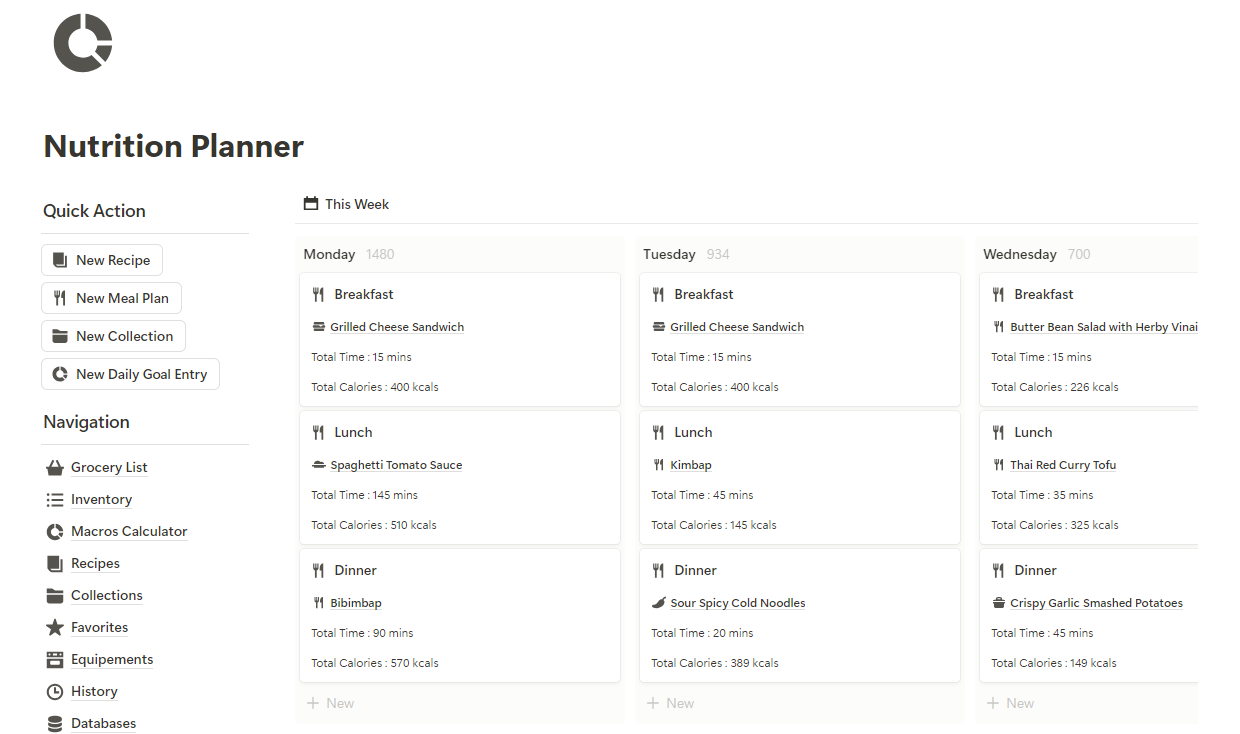 Nutrition Planner
Quick Action
New Recipe
New Meal Plan
New Collection
New Daily Goal Entry
Navigation
Grocery List
Inventory
Macros Calculator
Recipes
Collections
Favorites
Equipements
History
Databases
This Week
Monday 1480
Breakfast
Grilled Cheese Sandwich
Total Time : 15 mins
Total Calories : 400 kcals
Lunch
Spaghetti Tomato Sauce
Total Time : 145 mins
Total Calories : 510 kcals
Dinner
Bibimbap
Total Time : 90 mins
Total Calories : 570 kcals
+ New
Tuesday 934
Breakfast
Grilled Cheese Sandwich
Total Time : 15 mins
Total Calories : 400 kcals
Lunch
Kimbap
Total Time : 45 mins
Total Calories : 145 kcals
Dinner
Sour Spicy Cold Noodles
Total Time : 20 mins
Total Calories : 389 kcals
+ New
Wednesday 700
Breakfast
Butter Bean Salad with Herby Vinai
Total Time : 15 mins
Total Calories : 226 kcals
Lunch
Thai Red Curry Tofu
Total Time : 35 mins
Total Calories : 325 kcals
Dinner
Crispy Garlic Smashed Potatoes
Total Time : 45 mins
Total Calories : 149 kcals
+ New